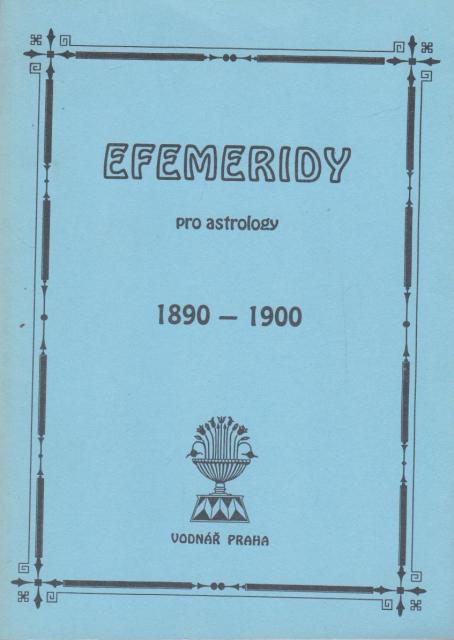 EFEMERIDY
pro astrology
1890 – 1900
VODNÁŘ PRAHA